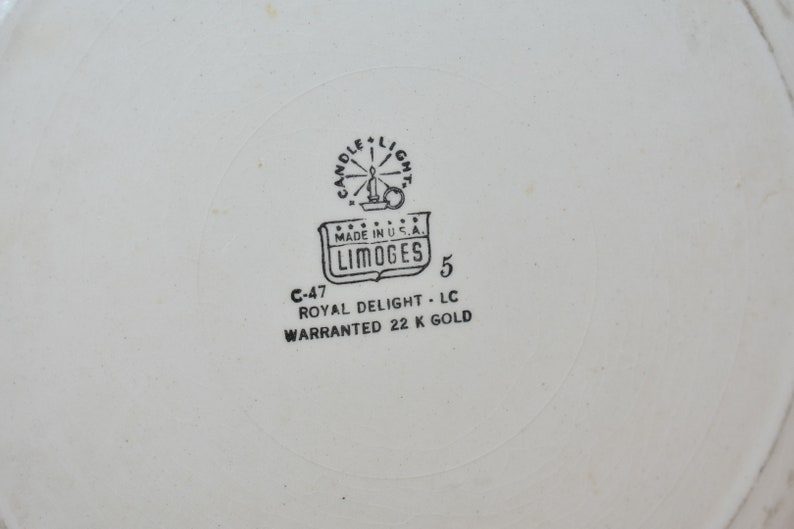 CANDLE + LIGHT
MADE IN U.S.A.
LIMOGES
5
C-47
ROYAL DELIGHT - LC
WARRANTED 22 K GOLD